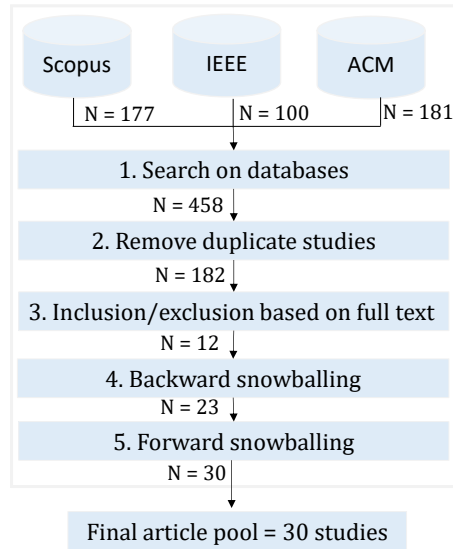 Scopus
IEEE
ACM
N = 177
N = 100
N = 181
1. Search on databases
N = 458
2. Remove duplicate studies
N = 182
3. Inclusion/exclusion based on full text
N = 12
4. Backward snowballing
N = 23
5. Forward snowballing
N = 30
Final article pool = 30 studies